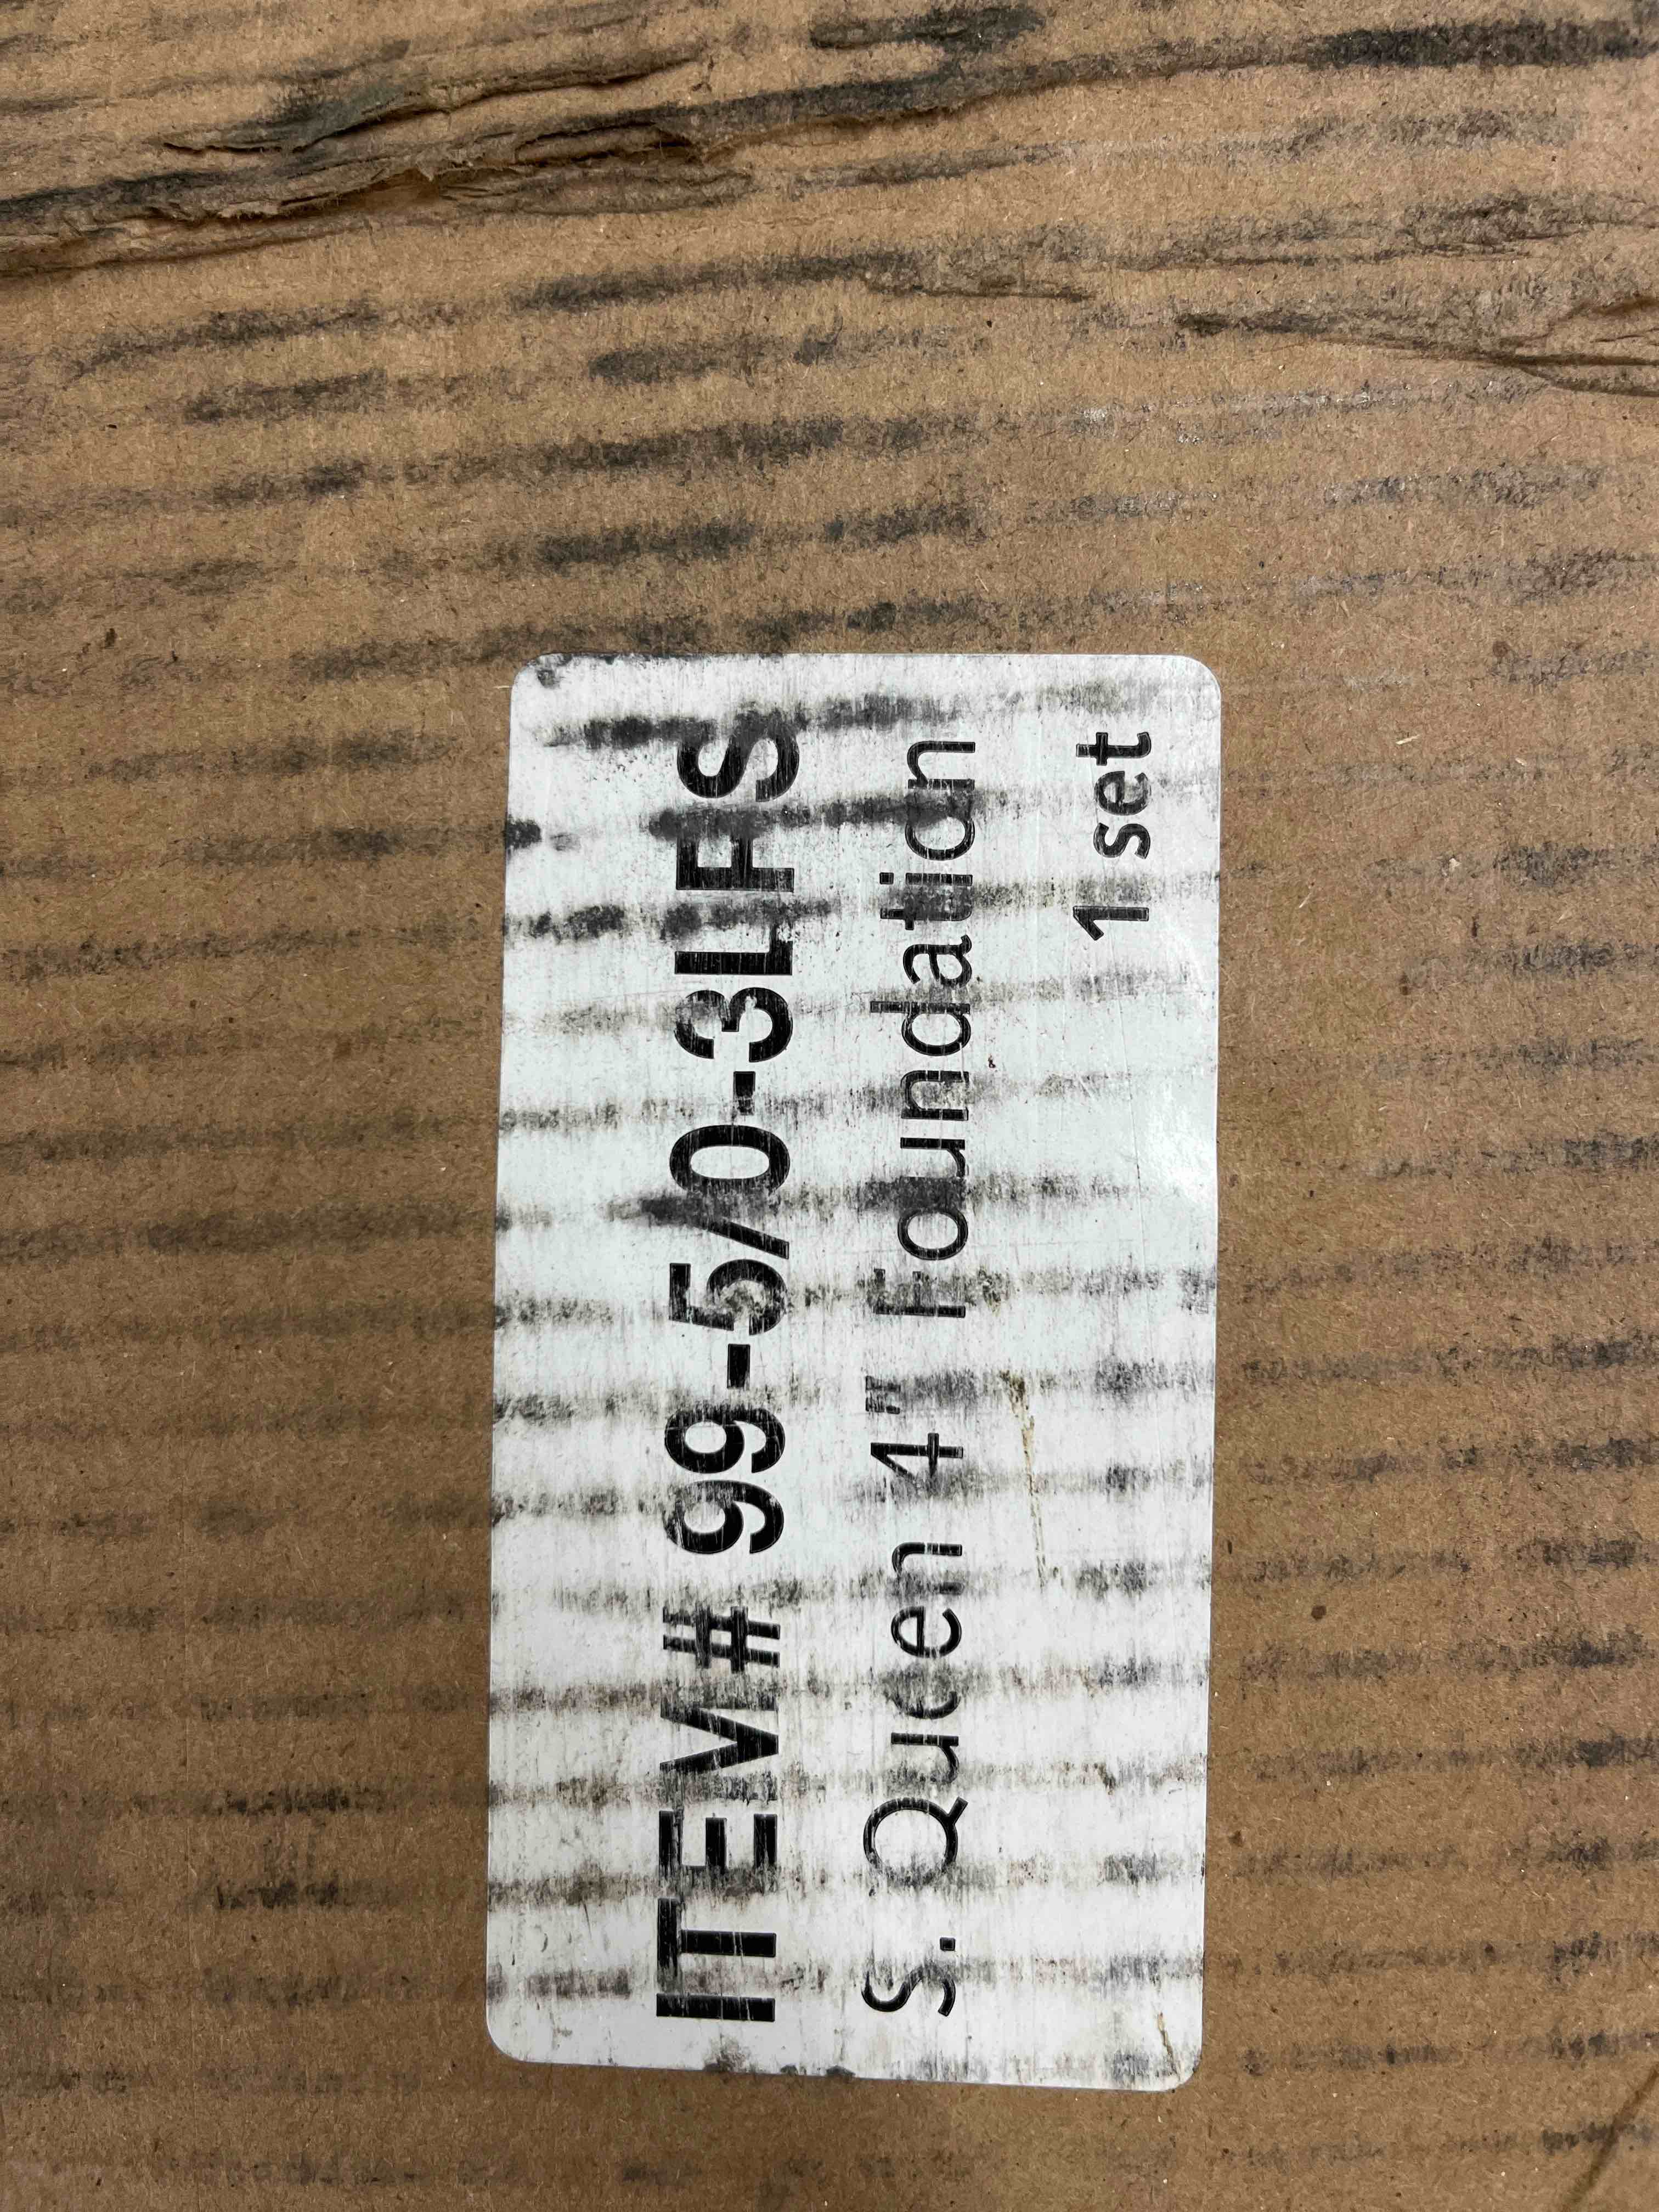 ITEM# 99-5/0-3LFS
S. Queen 4" Foundation
1 set